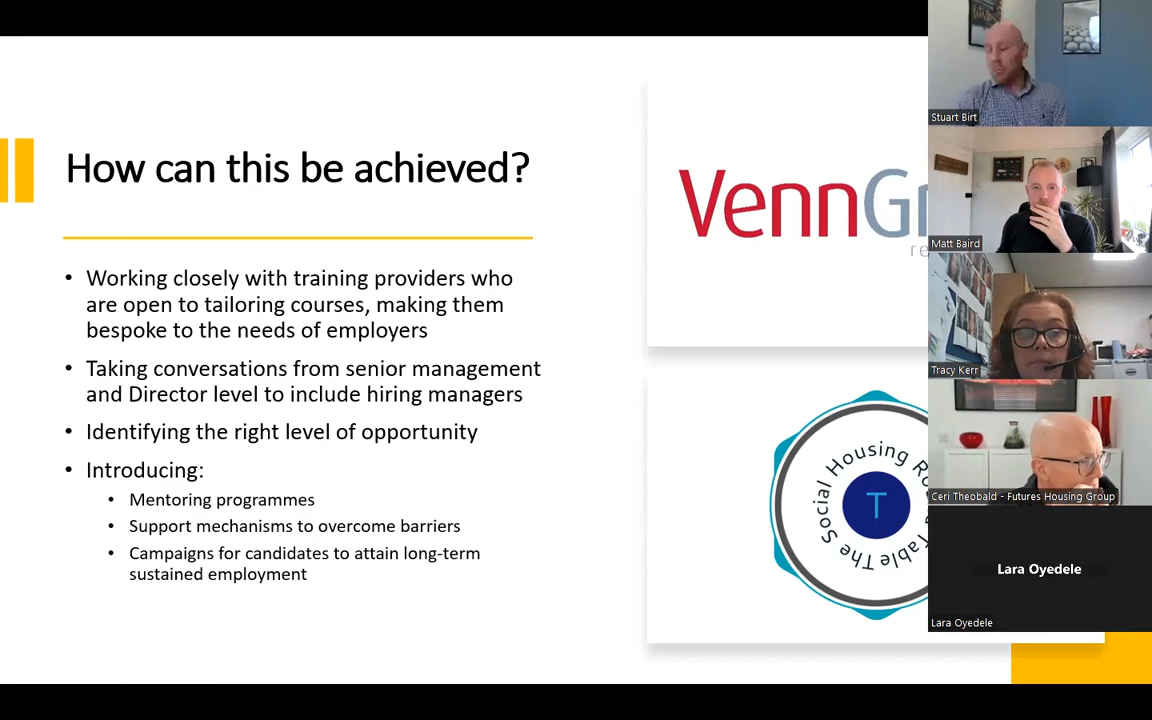 How can this be achieved?
• Working closely with training providers who
are open to tailoring courses, making them
bespoke to the needs of employers
• Taking conversations from senior management
and Director level to include hiring managers
• Identifying the right level of opportunity
• Introducing:
• Mentoring programmes
• Support mechanisms to overcome barriers
• Campaigns for candidates to attain long-term
sustained employment
VennGr
re
The Social Housing Ro
Table
T
Stuart Birt
Matt Baird
Tracy Kerr
Ceri Theobald - Futures Housing Group
Lara Oyedele
Lara Oyedele